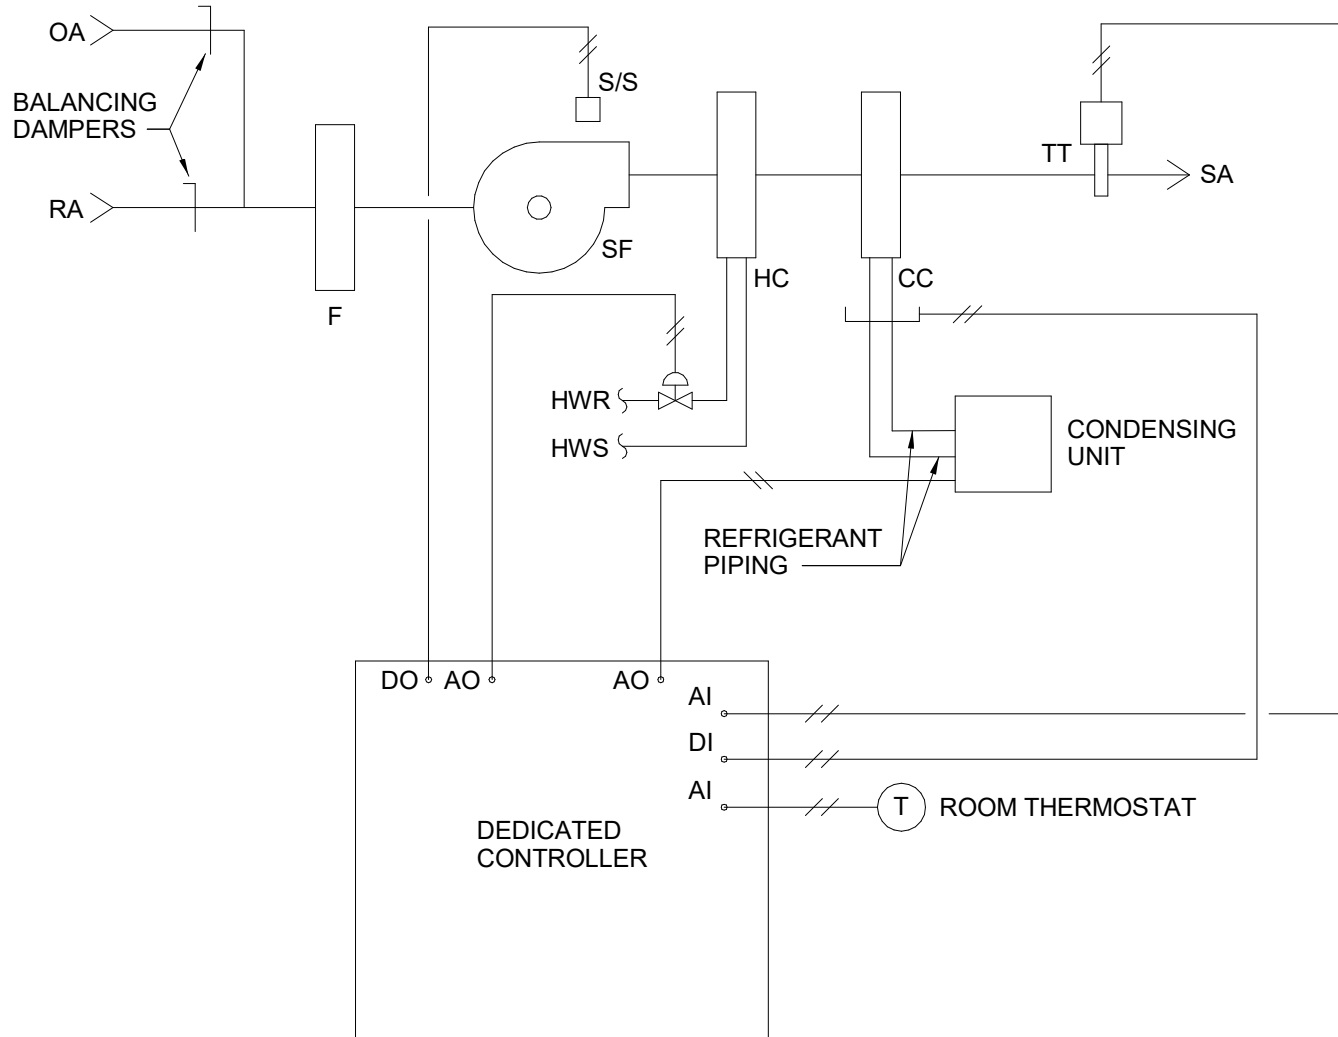 OA
S/S
BALANCING
DAMPERS
TT
SA
RA
SF
HC
CC
F
HWR
HWS
CONDENSING
UNIT
REFRIGERANT
PIPING
DO
AO
AO
AI
DI
AI
T
ROOM THERMOSTAT
DEDICATED
CONTROLLER